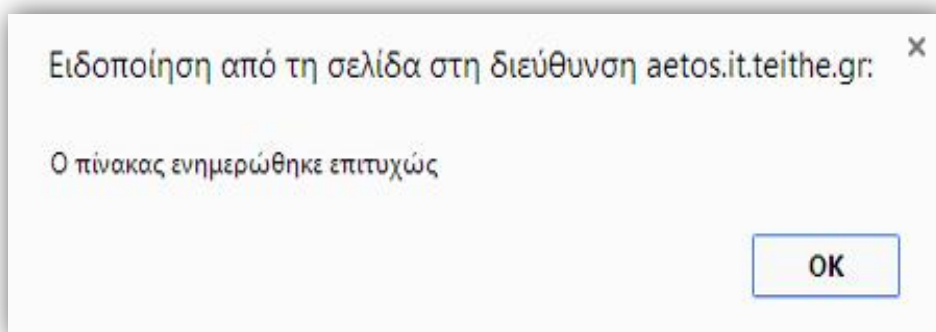 Ειδοποίηση από τη σελίδα στη διεύθυνση aetos.it.teithe.gr:
Ο πίνακας ενημερώθηκε επιτυχώς
OK